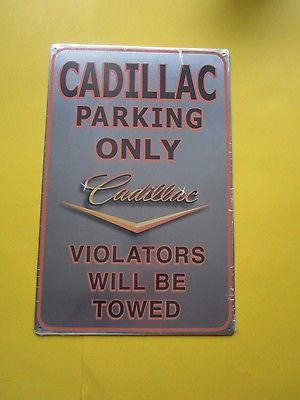 CADILLAC
PARKING
ONLY
Cadillac
VIOLATORS
WILL BE
TOWED